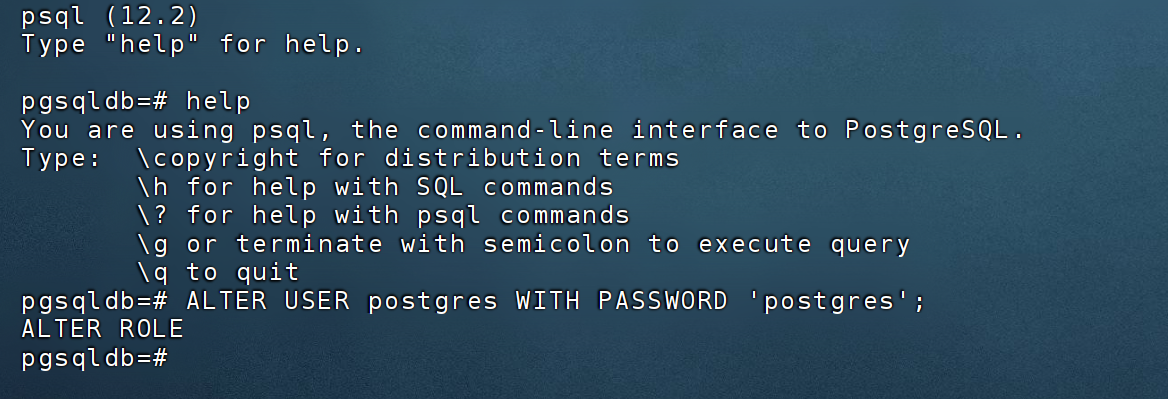 psql (12.2)
Type "help" for help.
pgsqldb=# help
You are using psql, the command-line interface to PostgreSQL.
Type:  \copyright for distribution terms
       \h for help with SQL commands
       \? for help with psql commands
       \g or terminate with semicolon to execute query
       \q to quit
pgsqldb=# ALTER USER postgres WITH PASSWORD 'postgres';
ALTER ROLE
pgsqldb=#